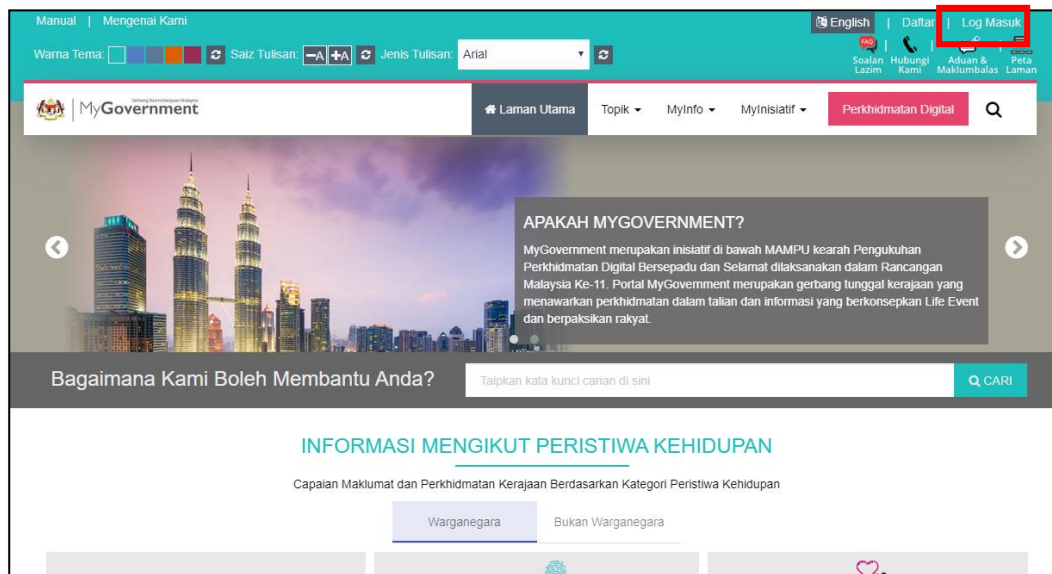 Manual | Mengenai Kami
English | Daftar | Log Masuk
Warna Tema: Saiz Tulisan: -A +A Jenis Tulisan: Arial
FAQ
Soalan Lazim | Hubungi Kami | Aduan & Maklumbalas | Peta Laman
MyGovernment
Laman Utama Topik MyInfo MyInisiatif Perkhidmatan Digital
APAKAH MYGOVERNMENT?
MyGovernment merupakan inisiatif di bawah MAMPU kearah Pengukuhan
Perkhidmatan Digital Bersepadu dan Selamat dilaksanakan dalam Rancangan
Malaysia Ke-11. Portal MyGovernment merupakan gerbang tunggal kerajaan yang
menawarkan perkhidmatan dalam talian dan informasi yang berkonsepkan Life Event
dan berpaksikan rakyat.
Bagaimana Kami Boleh Membantu Anda? Taipkan kata kunci carian di sini CARI
INFORMASI MENGIKUT PERISTIWA KEHIDUPAN
Capaian Maklumat dan Perkhidmatan Kerajaan Berdasarkan Kategori Peristiwa Kehidupan
Warganegara Bukan Warganegara